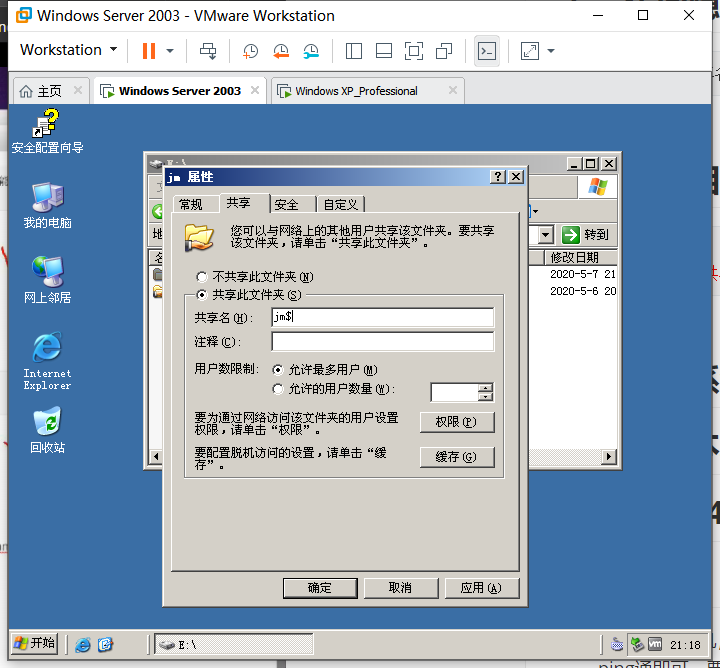 Windows Server 2003 - VMware Workstation
Workstation
主页
Windows Server 2003
Windows XP_Professional
安全配置向导
我的电脑
网上邻居
Internet
Explorer
回收站
E:\
转到
修改日期
2020-5-7 21
2020-5-6 20
jm 属性
常规
共享
安全
自定义
您可以与网络上的其他用户共享该文件夹。要共享
该文件夹，请单击“共享此文件夹”。
不共享此文件夹(N)
共享此文件夹(S)
共享名(H):
jm$
注释(C):
用户数限制:
允许最多用户(M)
允许的用户数量(W):
要为通过网络访问该文件夹的用户设置
权限，请单击“权限”。
权限(P)
要配置脱机访问的设置，请单击“缓
存”。
缓存(G)
确定
取消
应用(A)
开始
E:\
21:18